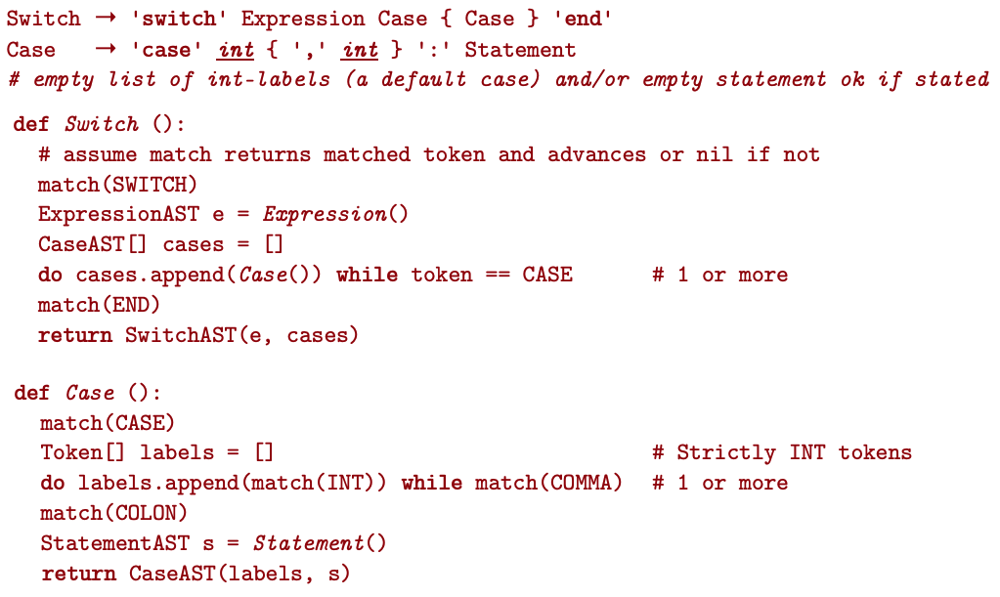 Switch → 'switch' Expression Case { Case } 'end'
Case → 'case' int { ',' int } ':' Statement
# empty list of int-labels (a default case) and/or empty statement ok if stated
def Switch ():
# assume match returns matched token and advances or nil if not
match(SWITCH)
ExpressionAST e = Expression()
CaseAST[] cases = []
do cases.append(Case()) while token == CASE # 1 or more
match(END)
return SwitchAST(e, cases)
def Case ():
match(CASE)
Token[] labels = [] # Strictly INT tokens
do labels.append(match(INT)) while match(COMMA) # 1 or more
match(COLON)
StatementAST s = Statement()
return CaseAST(labels, s)